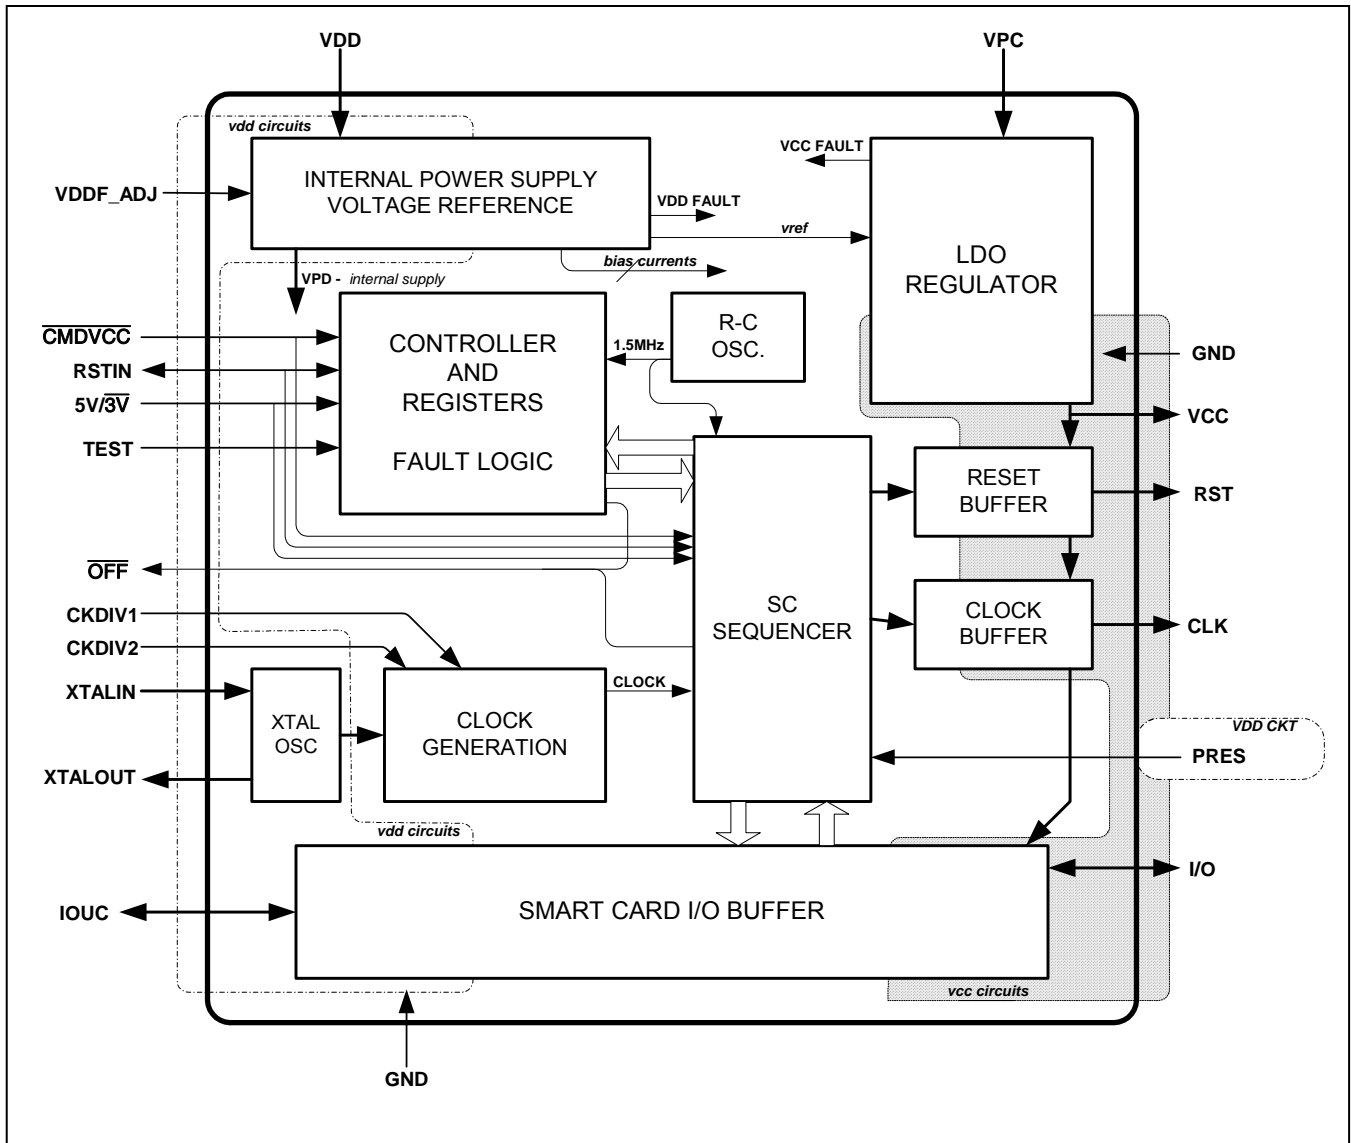 VDD
VPC
vdd circuits
VCC FAULT
INTERNAL POWER SUPPLY
VOLTAGE REFERENCE
VDDF_ADJ
VDD FAULT
vref
LDO
REGULATOR
bias currents
VPD - internal supply
R-C
OSC.
CMDVCC
CONTROLLER
AND
REGISTERS
FAULT LOGIC
1.5MHz
GND
RSTIN
5V/3V
VCC
TEST
RESET
BUFFER
RST
OFF
SC
SEQUENCER
CLOCK
BUFFER
CLK
CKDIV1
CKDIV2
XTALIN
CLOCK
XTAL
OSC
CLOCK
GENERATION
VDD CKT
PRES
XTALOUT
vdd circuits
I/O
IOUC
SMART CARD I/O BUFFER
vcc circuits
GND